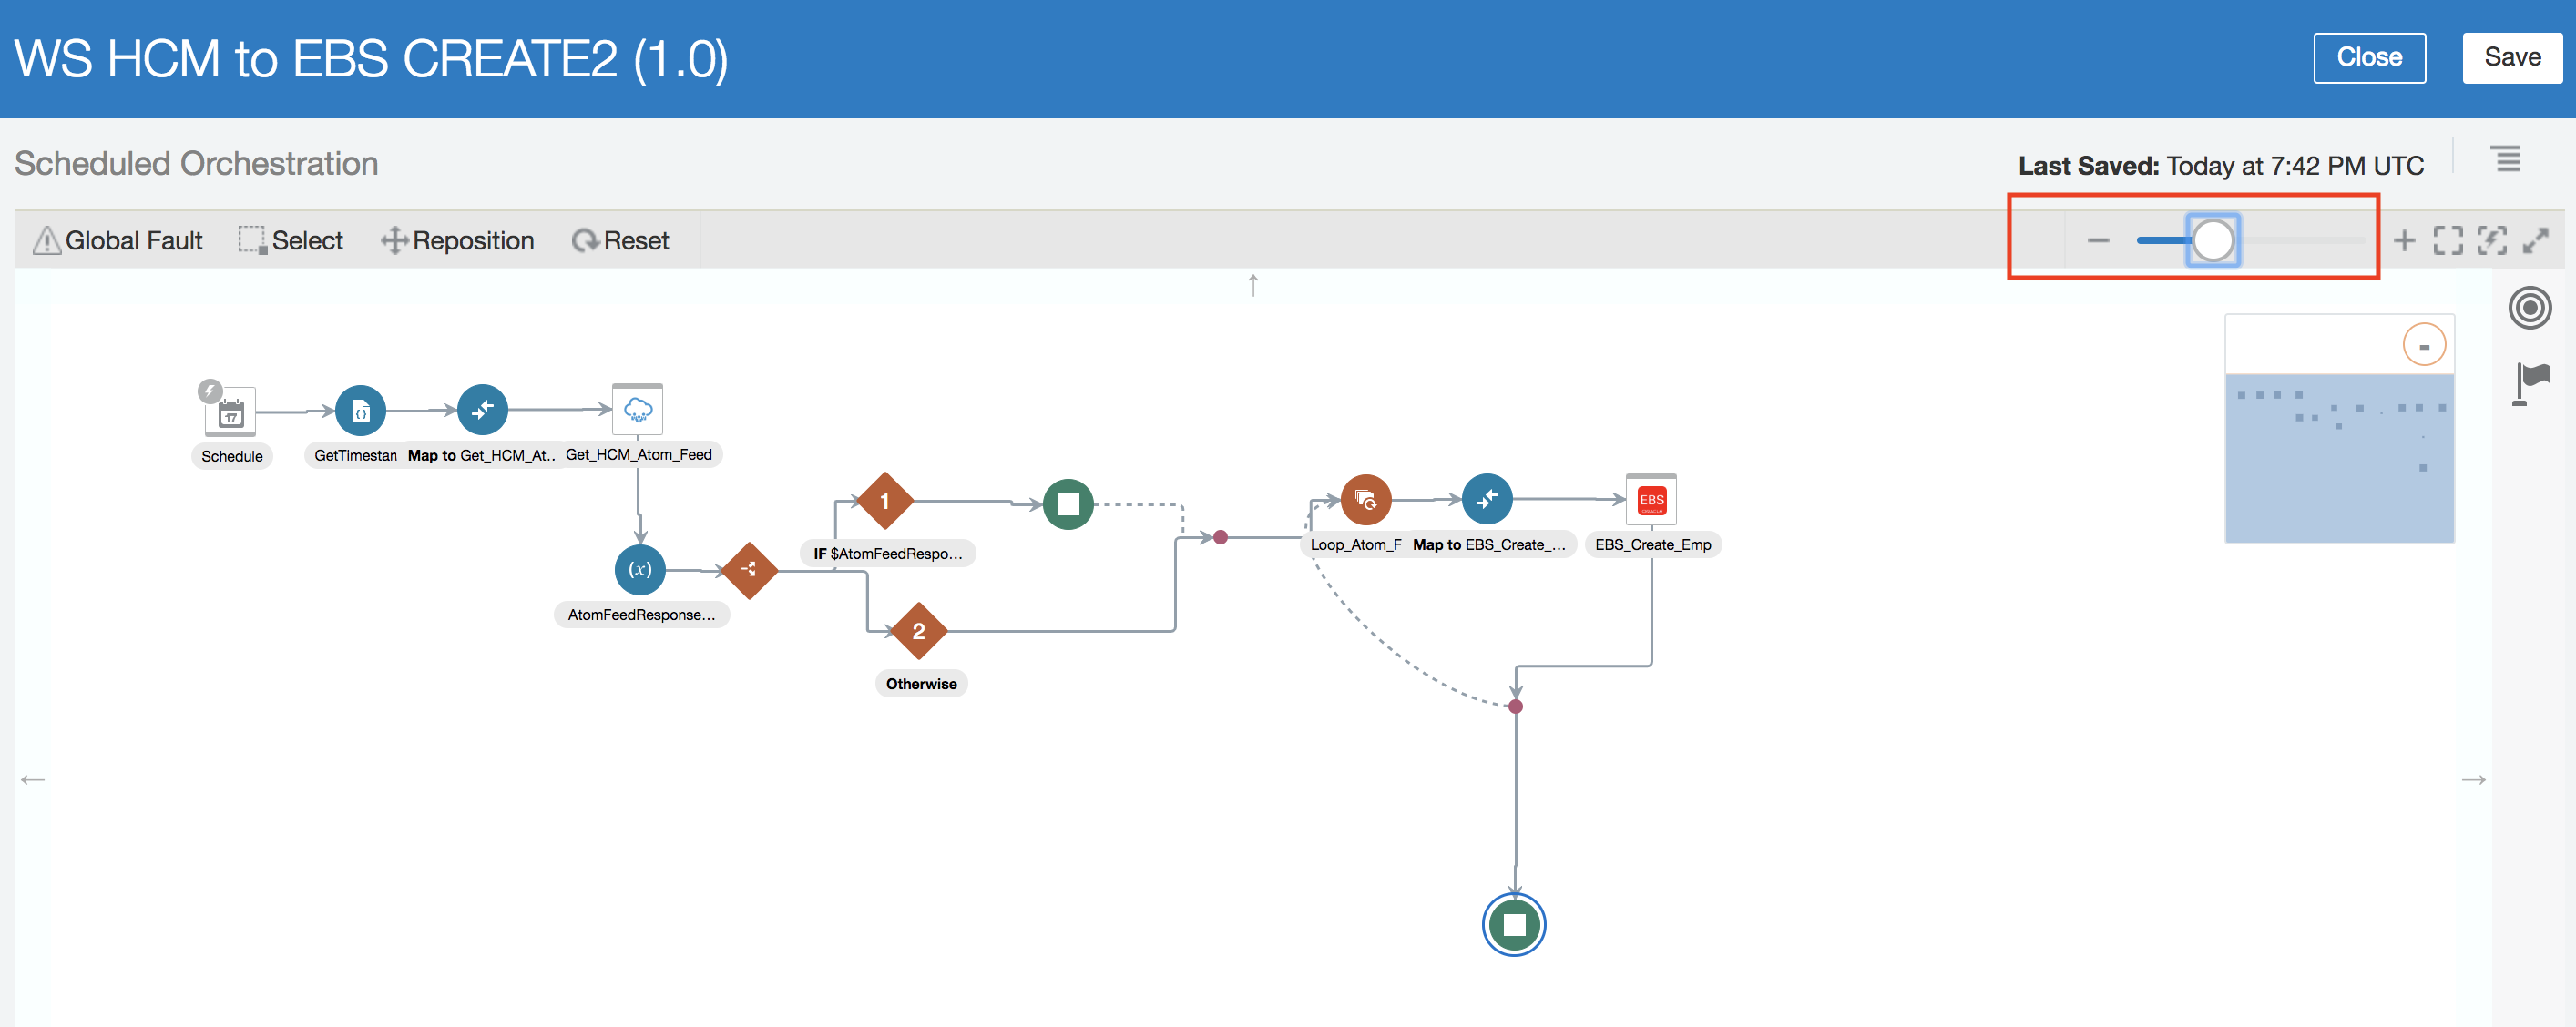 WS HCM to EBS CREATE2 (1.0)
Close
Save
Scheduled Orchestration
Last Saved: Today at 7:42 PM UTC
Global Fault
Select
Reposition
Reset
17
Schedule
GetTimestan
Map to Get_HCM_At..
Get_HCM_Atom_Feed
1
IF $AtomFeedRespo...
EBS
Loop_Atom_F
Map to EBS_Create_...
EBS_Create_Emp
(x)
AtomFeedResponse...
2
Otherwise